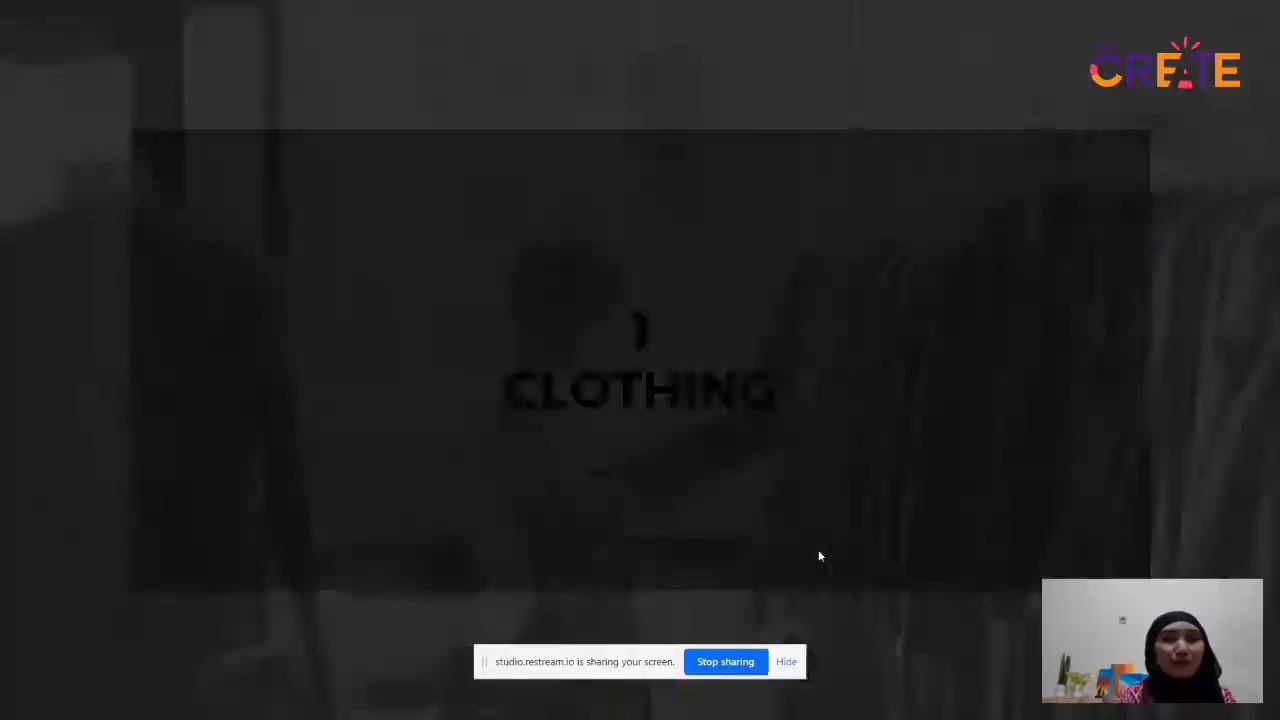 CREATE
1
CLOTHING
studio.restream.io is sharing your screen.
Stop sharing
Hide